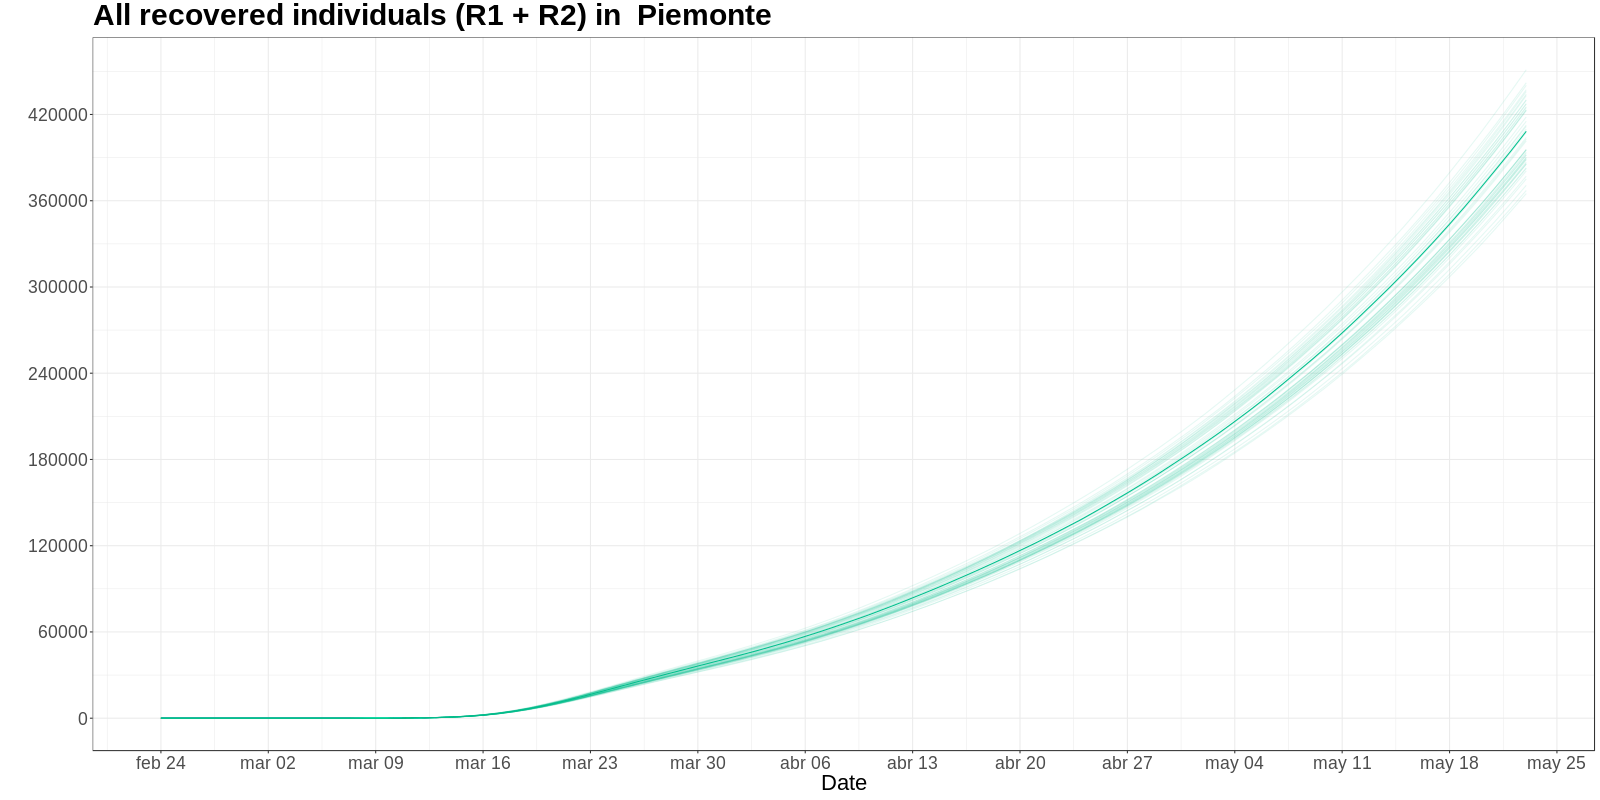 All recovered individuals (R1 + R2) in  Piemonte
420000
360000
300000
240000
180000
120000
60000
0
feb 24 mar 02 mar 09 mar 16 mar 23 mar 30 abr 06 abr 13 abr 20 abr 27 may 04 may 11 may 18 may 25
Date